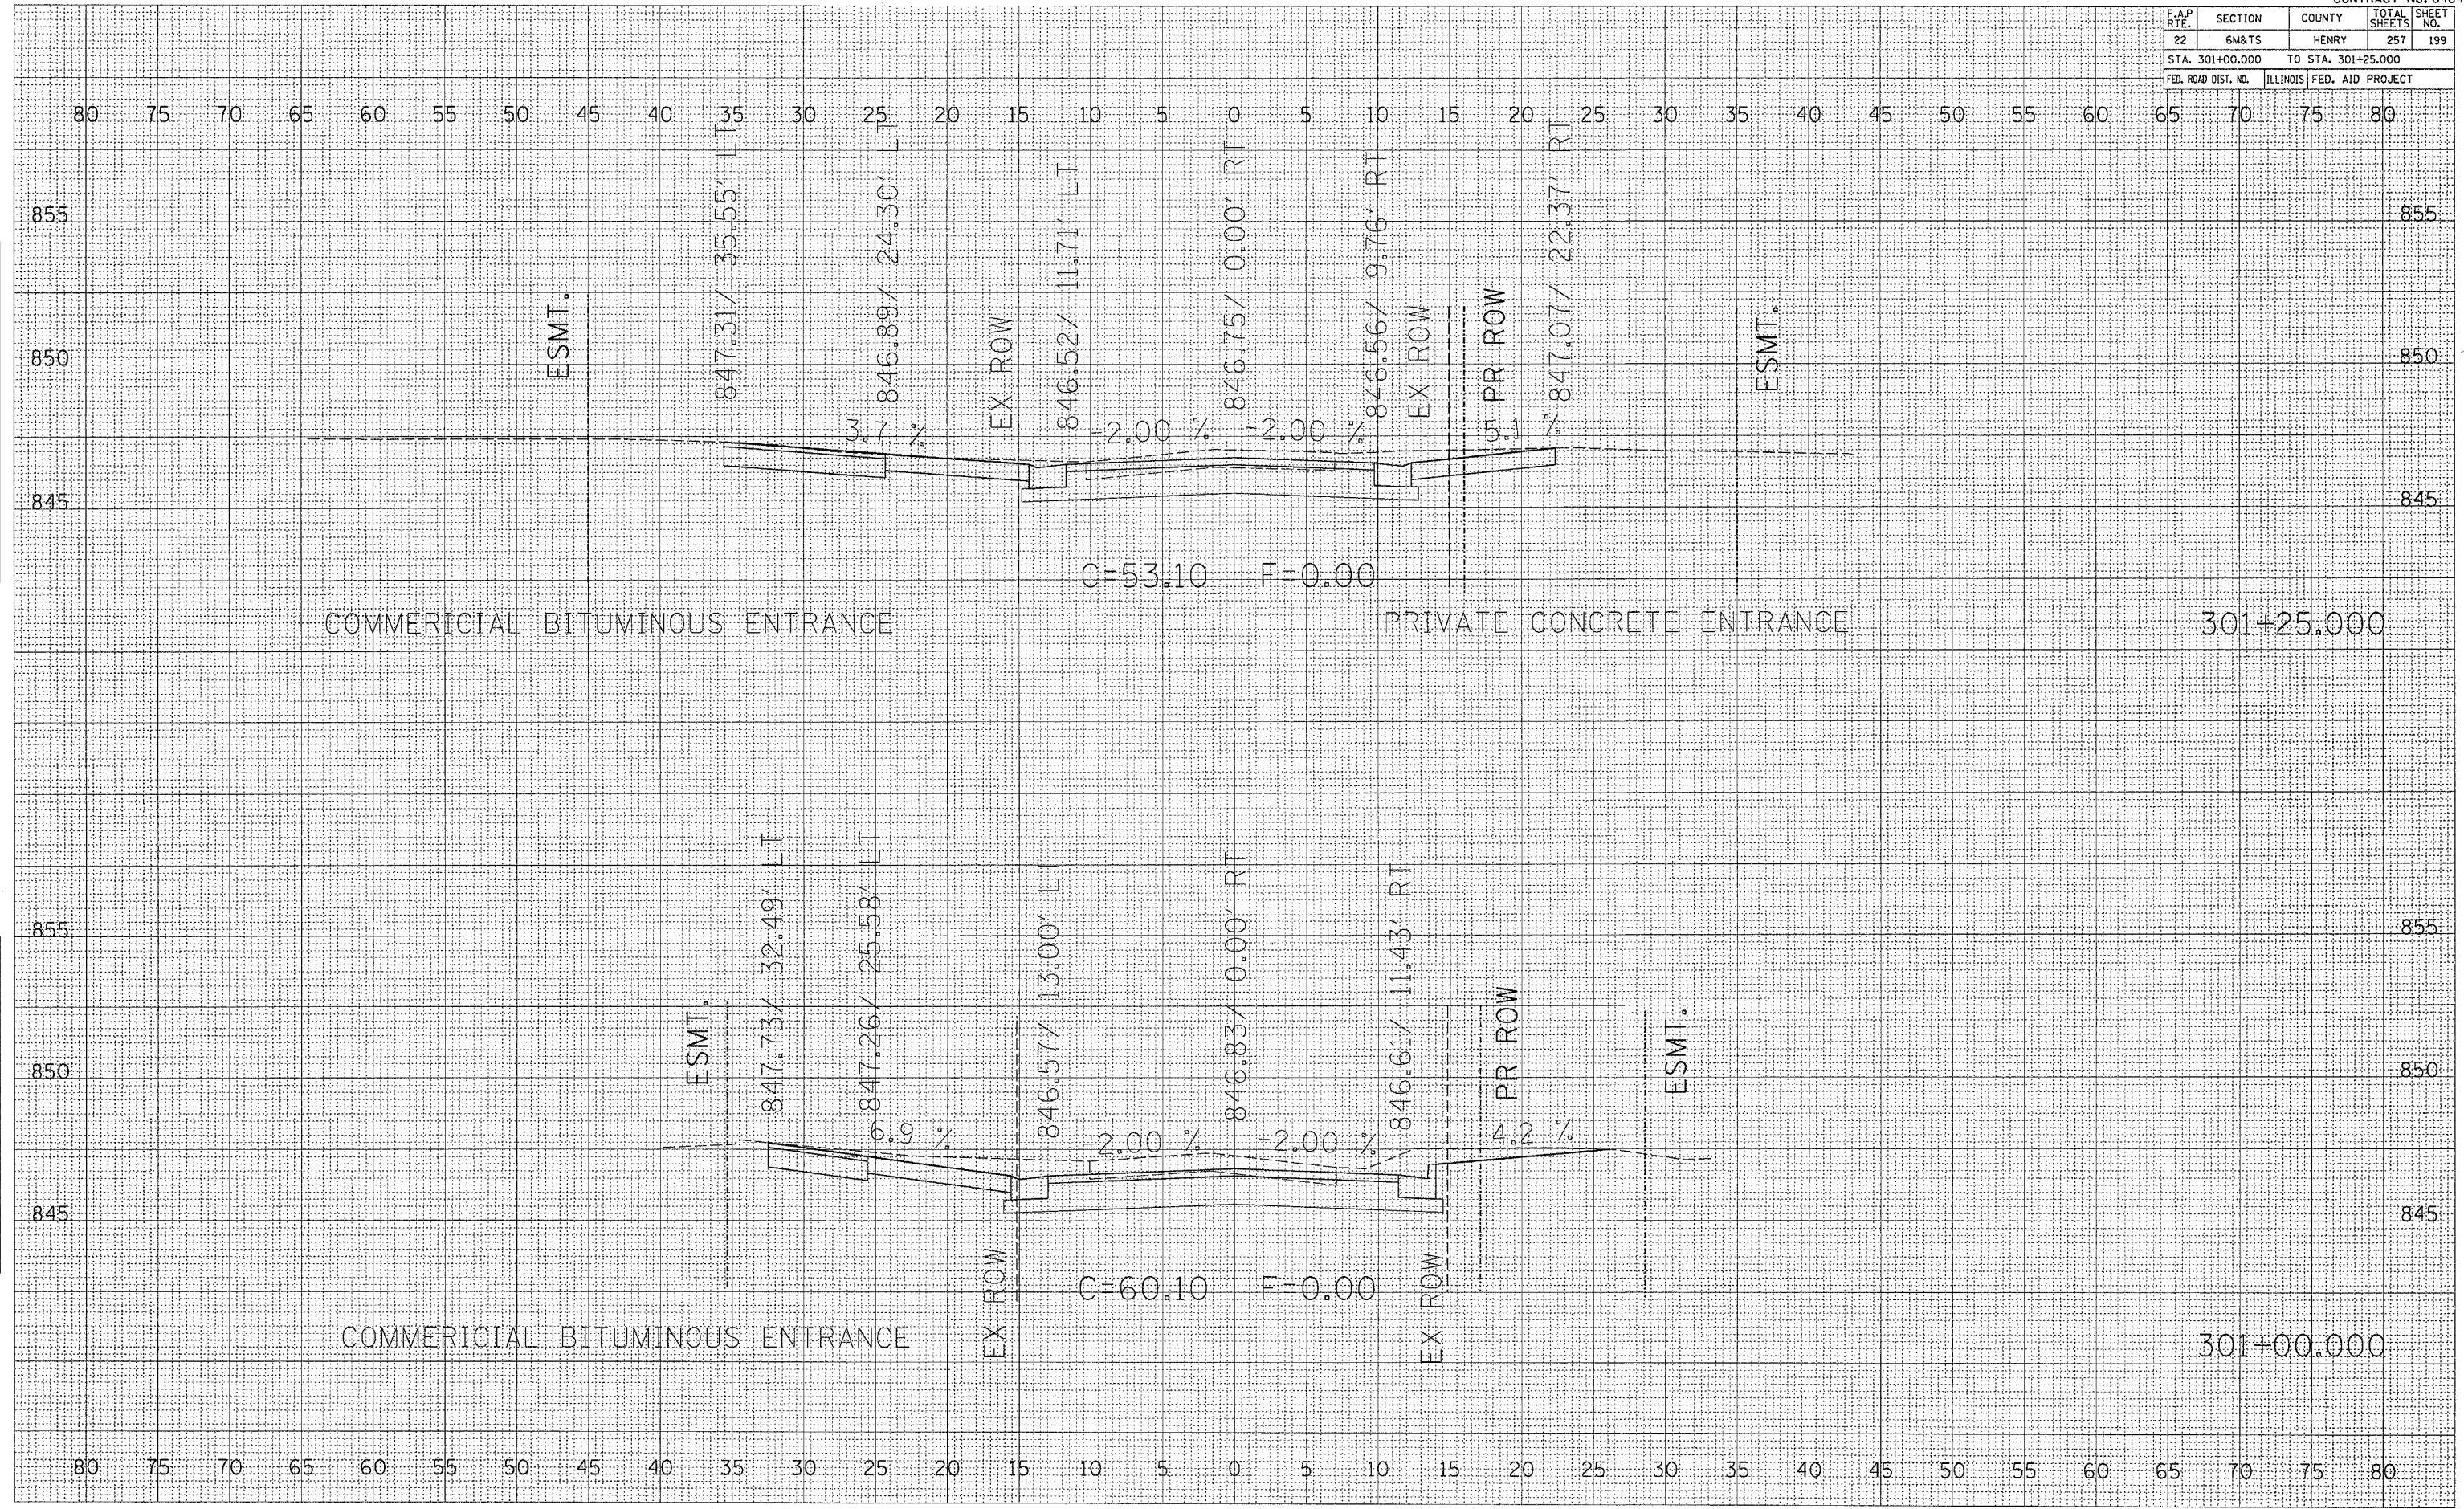 F.A.P RTE. SECTION COUNTY TOTAL SHEETS SHEET NO.
22 6M&TS HENRY 257 199
STA. 301+00.000 TO STA. 301+25.000
FED. ROAD DIST. NO. ILLINOIS FED. AID PROJECT
80 75 70 65 60 55 50 45 40 35 30 25 20 15 10 5 0 5 10 15 20 25 30 35 40 45 50 55 60 65 70 75 80
855 855
850 850
845 845
ESMT.
847.31/ 35.55' LT
846.89/ 24.30' LT
EX ROW
846.52/ 11.71' LT
846.75/ 0.00' RT
846.56/ 9.76' RT
EX ROW
PR ROW
847.07/ 22.37' RT
ESMT.
3.7 % -2.00 % -2.00 % 5.1 %
C=53.10 F=0.00
COMMERICIAL BITUMINOUS ENTRANCE PRIVATE CONCRETE ENTRANCE 301+25.000
855 855
850 850
845 845
ESMT.
847.73/ 32.49' LT
847.26/ 25.58' LT
846.57/ 13.00' LT
846.83/ 0.00' RT
846.61/ 11.43' RT
PR ROW
ESMT.
6.9 % -2.00 % -2.00 % 4.2 %
EX ROW
C=60.10 F=0.00
EX ROW
COMMERICIAL BITUMINOUS ENTRANCE 301+00.000
80 75 70 65 60 55 50 45 40 35 30 25 20 15 10 5 0 5 10 15 20 25 30 35 40 45 50 55 60 65 70 75 80